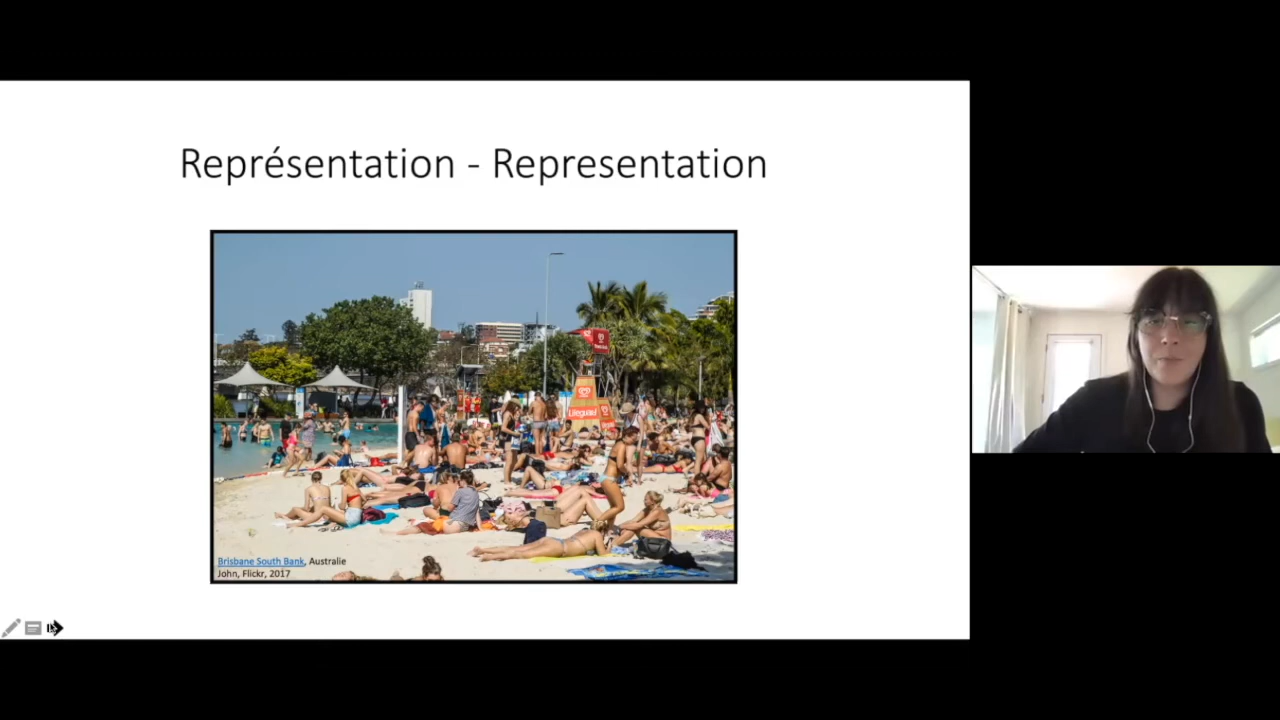 Représentation - Representation
Lifeguard
Brisbane South Bank, Australie
John, Flickr, 2017